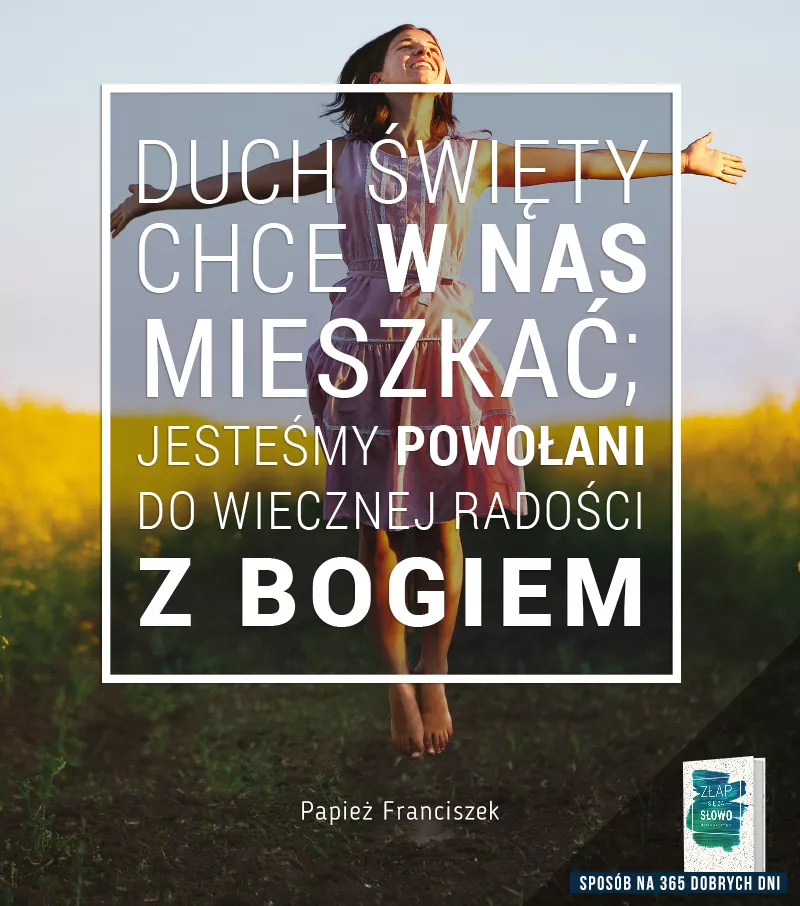 DUCH ŚWIĘTY
CHCE W NAS
MIESZKAĆ;
JESTEŚMY POWOŁANI
DO WIECZNEJ RADOŚCI
Z BOGIEM
Papież Franciszek
ZŁAP
SŁOWO
SPOSÓB NA 365 DOBRYCH DNI